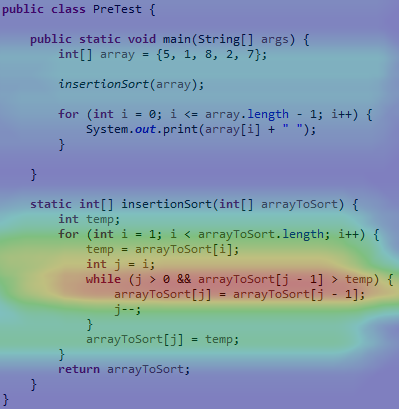 public class PreTest {
public static void main(String[] args) {
int[] array = {5, 1, 8, 2, 7};
insertionSort(array);
for (int i = 0; i <= array.length - 1; i++) {
System.out.print(array[i] + " ");
}
}
static int[] insertionSort(int[] arrayToSort) {
int temp;
for (int i = 1; i < arrayToSort.length; i++) {
temp = arrayToSort[i];
int j = i;
while (j > 0 && arrayToSort[j - 1] > temp) {
arrayToSort[j] = arrayToSort[j - 1];
j--;
}
arrayToSort[j] = temp;
}
return arrayToSort;
}
}